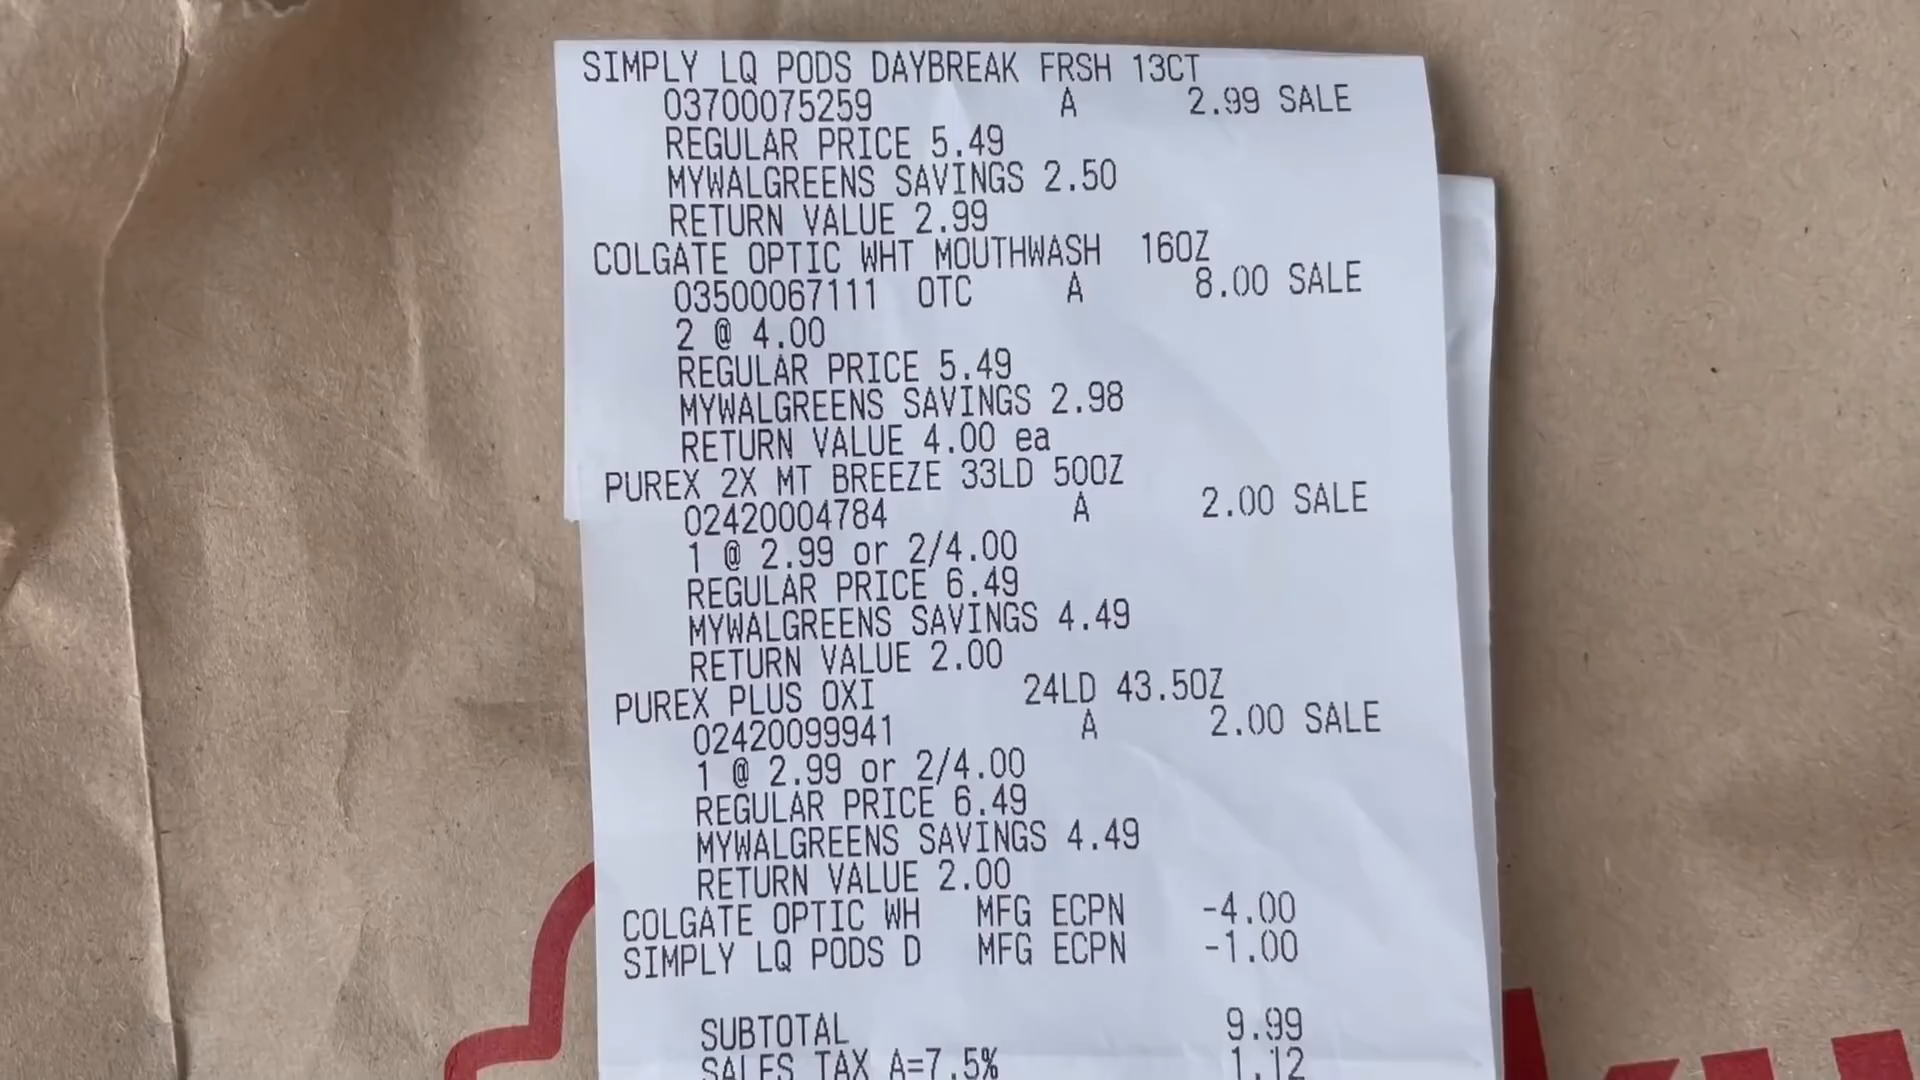 SIMPLY LQ PODS DAYBREAK FRSH 13CT
03700075259 A 2.99 SALE
REGULAR PRICE 5.49
MYWALGREENS SAVINGS 2.50
RETURN VALUE 2.99
COLGATE OPTIC WHT MOUTHWASH 16OZ
03500067111 OTC A 8.00 SALE
2 @ 4.00
REGULAR PRICE 5.49
MYWALGREENS SAVINGS 2.98
RETURN VALUE 4.00 ea
PUREX 2X MT BREEZE 33LD 50OZ
02420004784 A 2.00 SALE
1 @ 2.99 or 2/4.00
REGULAR PRICE 6.49
MYWALGREENS SAVINGS 4.49
RETURN VALUE 2.00
PUREX PLUS OXI 24LD 43.5OZ
02420099941 A 2.00 SALE
1 @ 2.99 or 2/4.00
REGULAR PRICE 6.49
MYWALGREENS SAVINGS 4.49
RETURN VALUE 2.00
COLGATE OPTIC WH MFG ECPN -4.00
SIMPLY LQ PODS D MFG ECPN -1.00
SUBTOTAL 9.99
SALES TAX A=7.5% 1.12